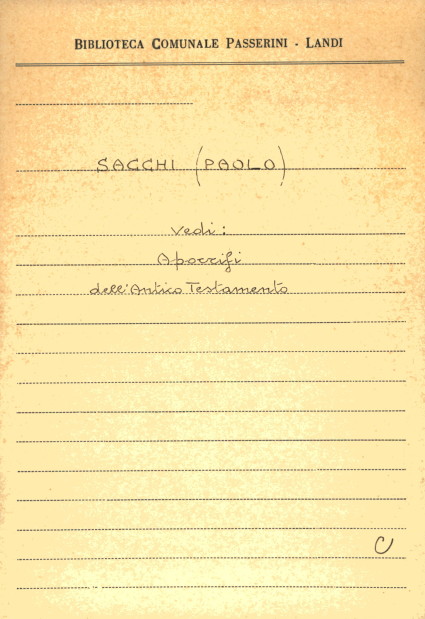 BIBLIOTECA COMUNALE PASSERINI - LANDI
SACCHI (PAOLO)
Vedi:
Apocrifi
dell'Antico Testamento
C